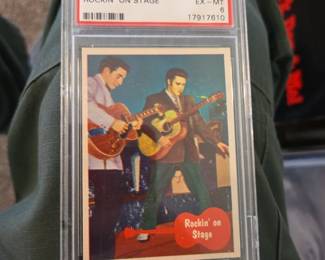 ROCKIN' ON STAGE
EX-MT
6
17917610
Rockin' on
Stage